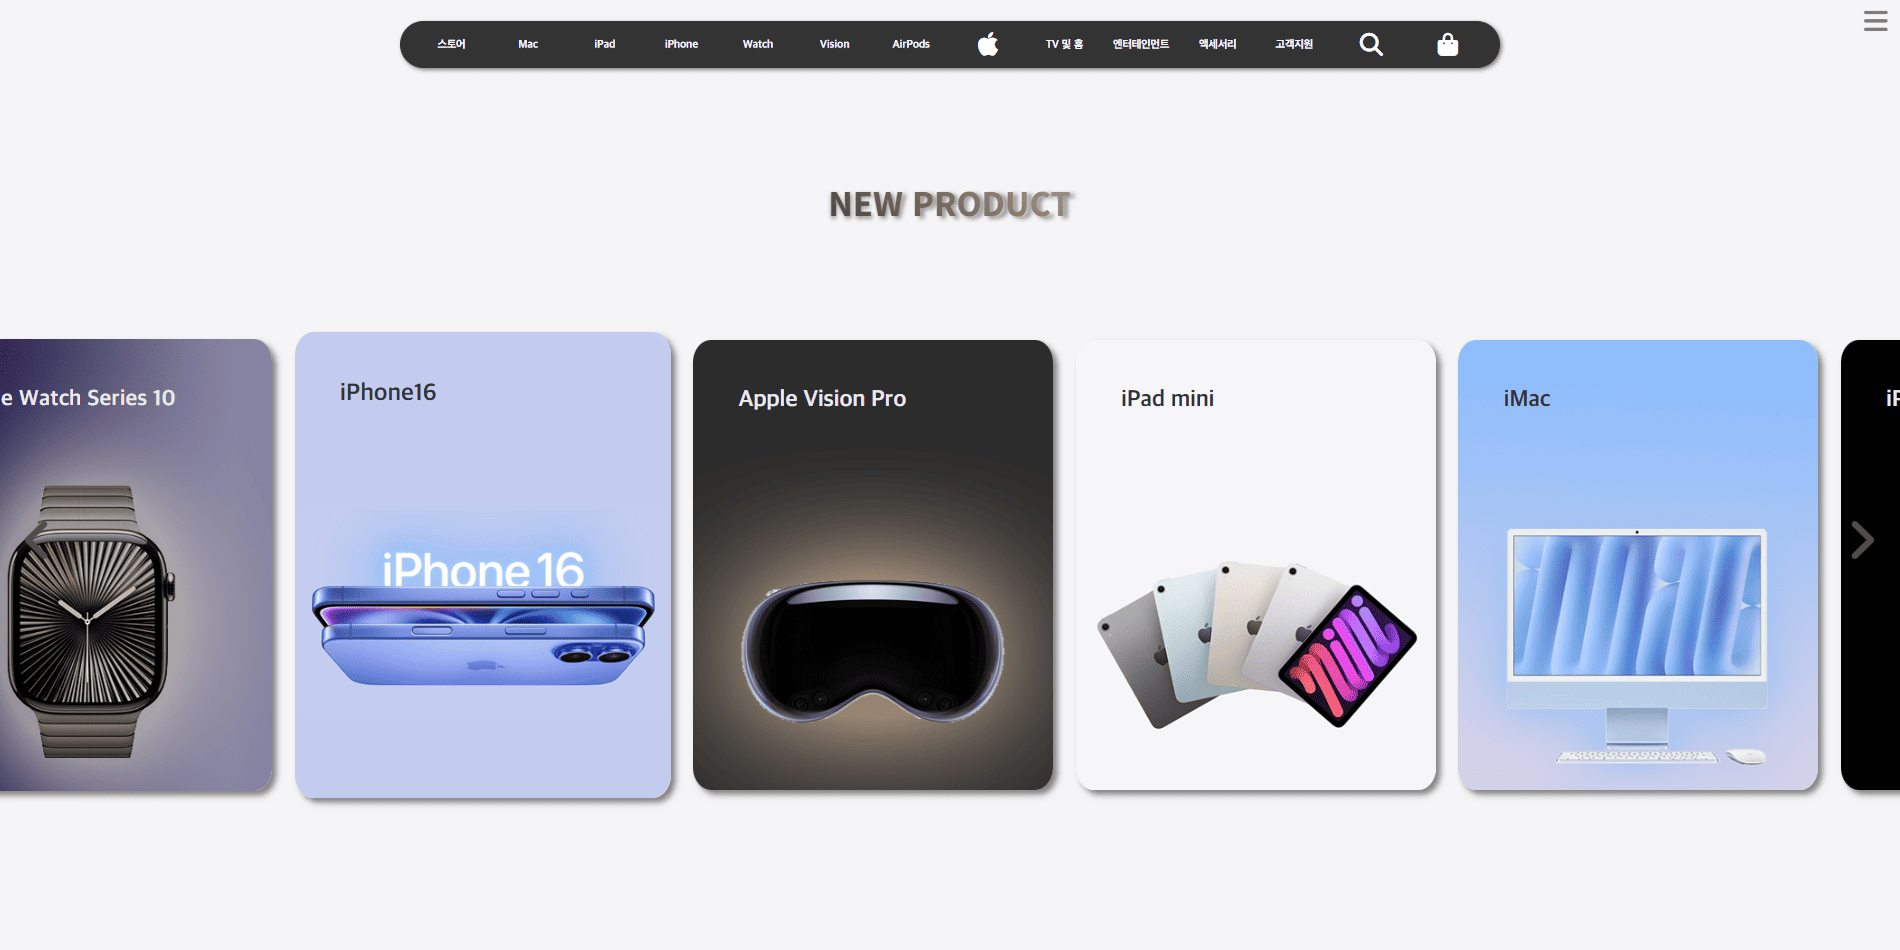 스토어 Mac iPad iPhone Watch Vision AirPods TV 및 홈 엔터테인먼트 액세서리 고객지원
NEW PRODUCT
e Watch Series 10
iPhone16
Apple Vision Pro
iPad mini
iMac
iP
iPhone 16
mini